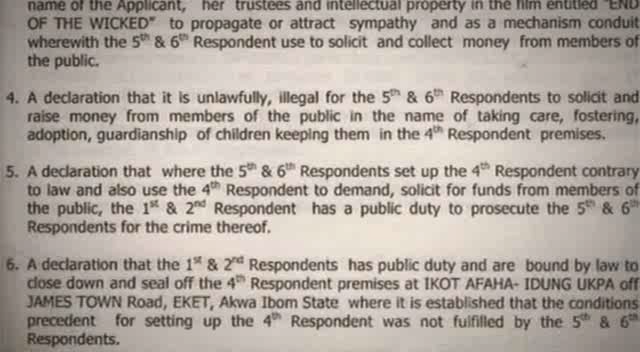 name of the Applicant, her trustees and intellectual property in the film entitled "END
OF THE WICKED" to propagate or attract sympathy and as a mechanism conduit
wherewith the 5th & 6th Respondent use to solicit and collect money from members of
the public.
4. A declaration that it is unlawfully, illegal for the 5th & 6th Respondents to solicit and
raise money from members of the public in the name of taking care, fostering,
adoption, guardianship of children keeping them in the 4th Respondent premises.
5. A declaration that where the 5th & 6th Respondents set up the 4th Respondent contrary
to law and also use the 4th Respondent to demand, solicit for funds from members of
the public, the 1st & 2nd Respondent has a public duty to prosecute the 5th & 6th
Respondents for the crime thereof.
6. A declaration that the 1st & 2nd Respondents has public duty and are bound by law to
close down and seal off the 4th Respondent premises at IKOT AFAHA- IDUNG UKPA off
JAMES TOWN Road, EKET, Akwa Ibom State where it is established that the conditions
precedent for setting up the 4th Respondent was not fulfilled by the 5th & 6th
Respondents.